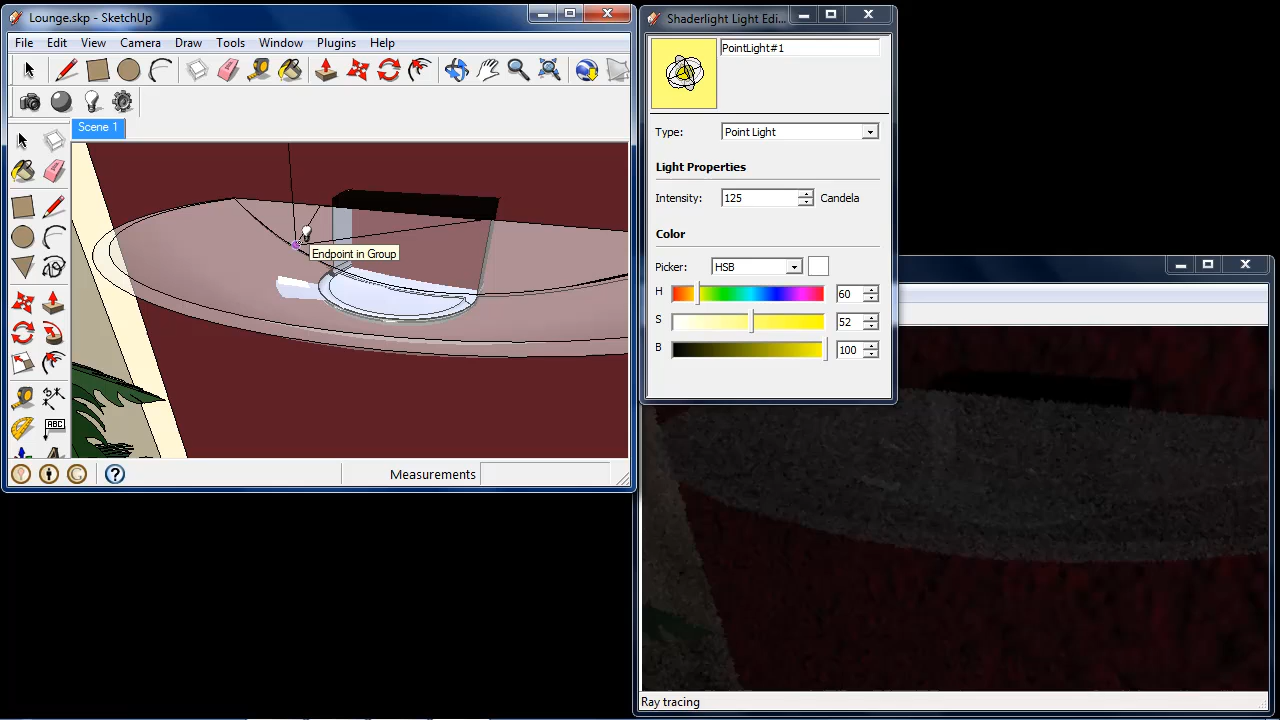 Lounge.skp - SketchUp
File Edit View Camera Draw Tools Window Plugins Help
Scene 1
Endpoint in Group
ABC
Measurements
Shaderlight Light Edi...
PointLight#1
Type: Point Light
Light Properties
Intensity: 125 Candela
Color
Picker: HSB
H 60
S 52
B 100
Ray tracing